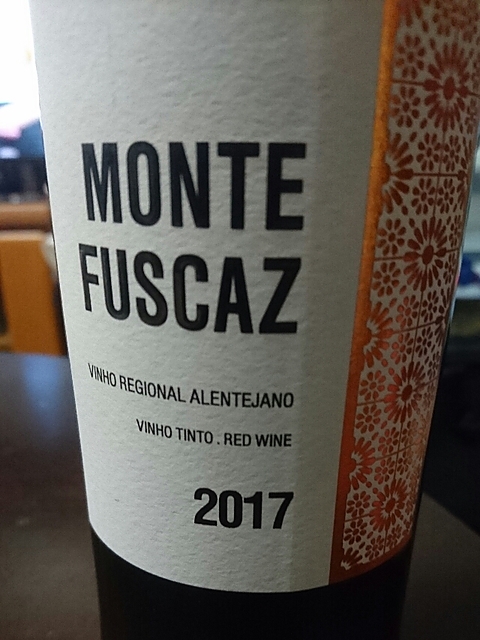 MONTE
FUSCAZ
VINHO REGIONAL ALENTEJANO
VINHO TINTO . RED WINE
2017